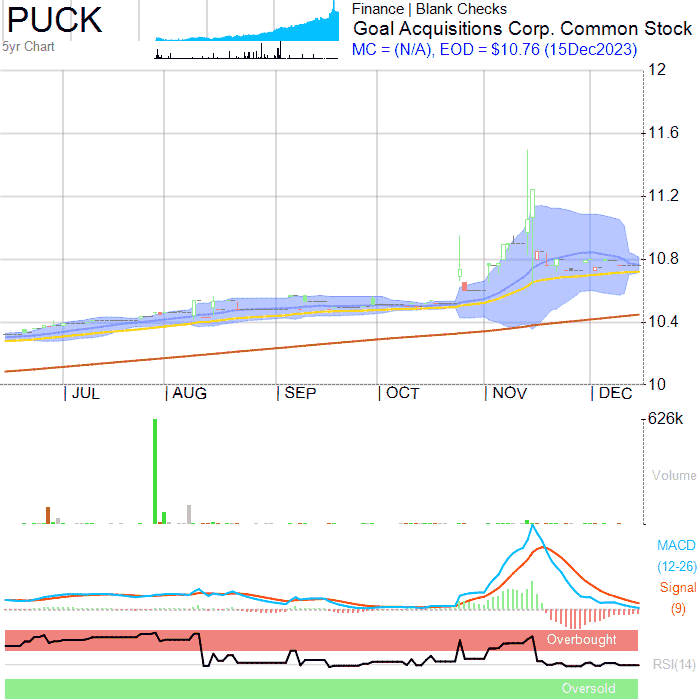 PUCK
5yr Chart
Finance | Blank Checks
Goal Acquisitions Corp. Common Stock
MC = (N/A), EOD = $10.76 (15Dec2023)
12
11.6
11.2
10.8
10.4
10
JUL AUG SEP OCT NOV DEC
626k
Volume
MACD
(12-26)
Signal
(9)
Overbought
RSI(14)
Oversold